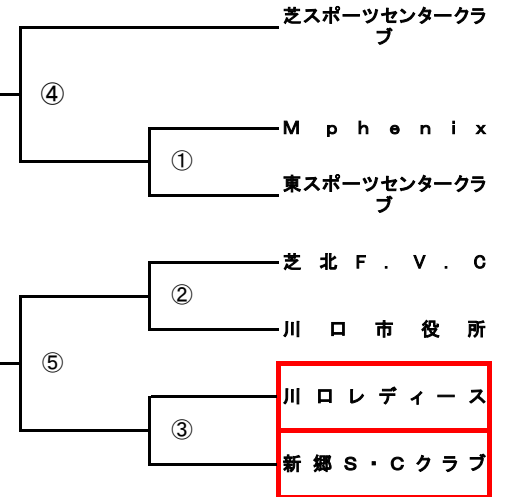 芝スポーツセンタークラ
ブ
④
Mphenix
①
東スポーツセンタークラ
ブ
芝北F.V.C
②
川口市役所
⑤
川口レディース
③
新郷S・Cクラブ